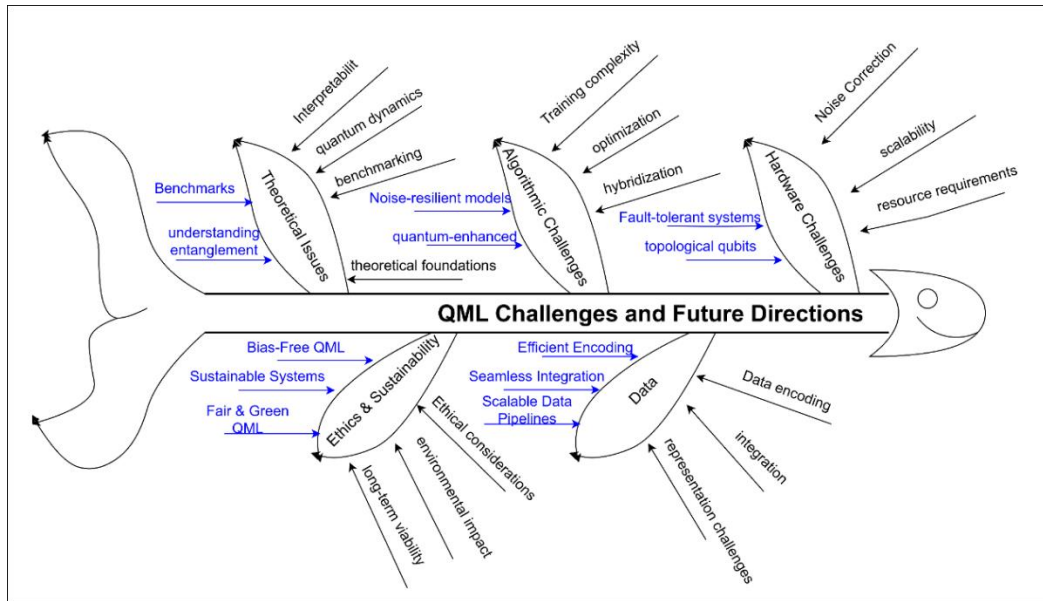 Interpretabilit
quantum dynamics
benchmarking
Theoretical Issues
Benchmarks
understanding
entanglement
theoretical foundations
Training complexity
optimization
hybridization
Algorithmic Challenges
Noise-resilient models
quantum-enhanced
Noise Correction
scalability
resource requirements
Hardware Challenges
Fault-tolerant systems
topological qubits
QML Challenges and Future Directions
Bias-Free QML
Sustainable Systems
Fair & Green
QML
Ethics & Sustainability
Ethical considerations
environmental impact
long-term viability
Efficient Encoding
Seamless Integration
Scalable Data
Pipelines
Data
Data encoding
integration
representation challenges